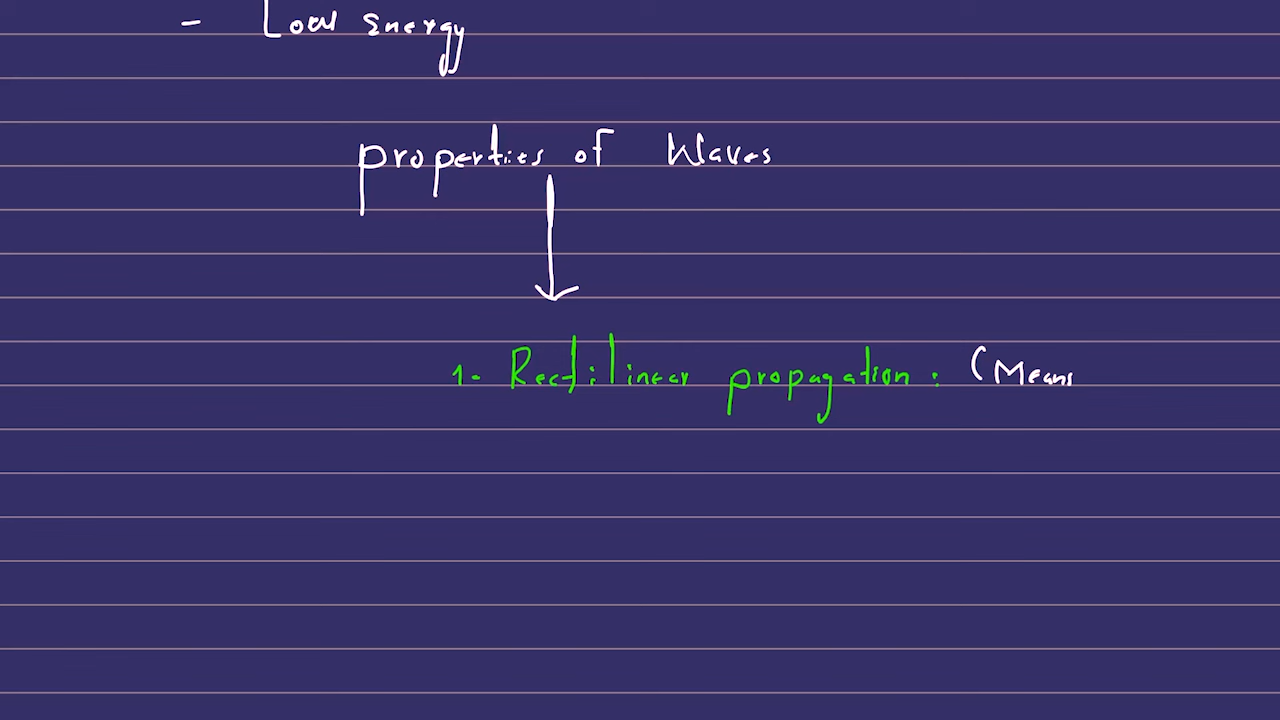 - Low Energy
properties of Waves
1- Rectilinear propagation : (Means